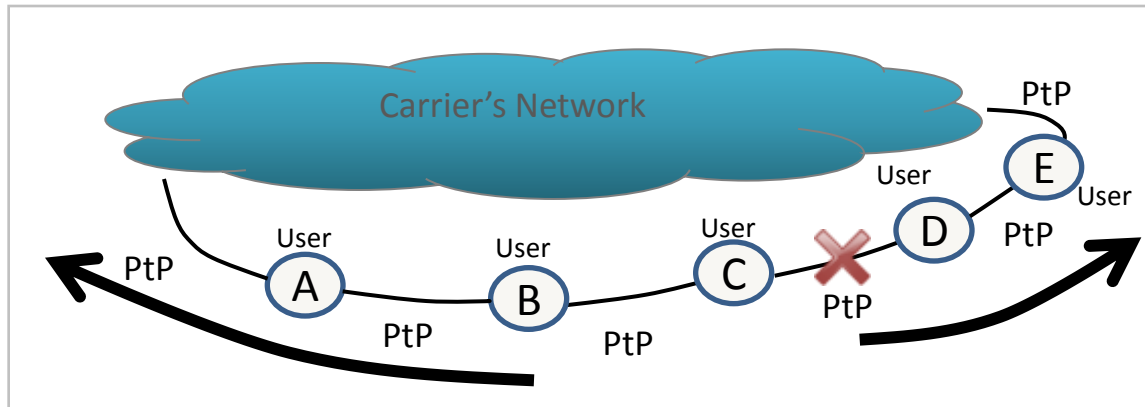 Carrier's Network
PtP
User
E
User
D
PtP
User
C
User
B
User
A
PtP
PtP
PtP
PtP